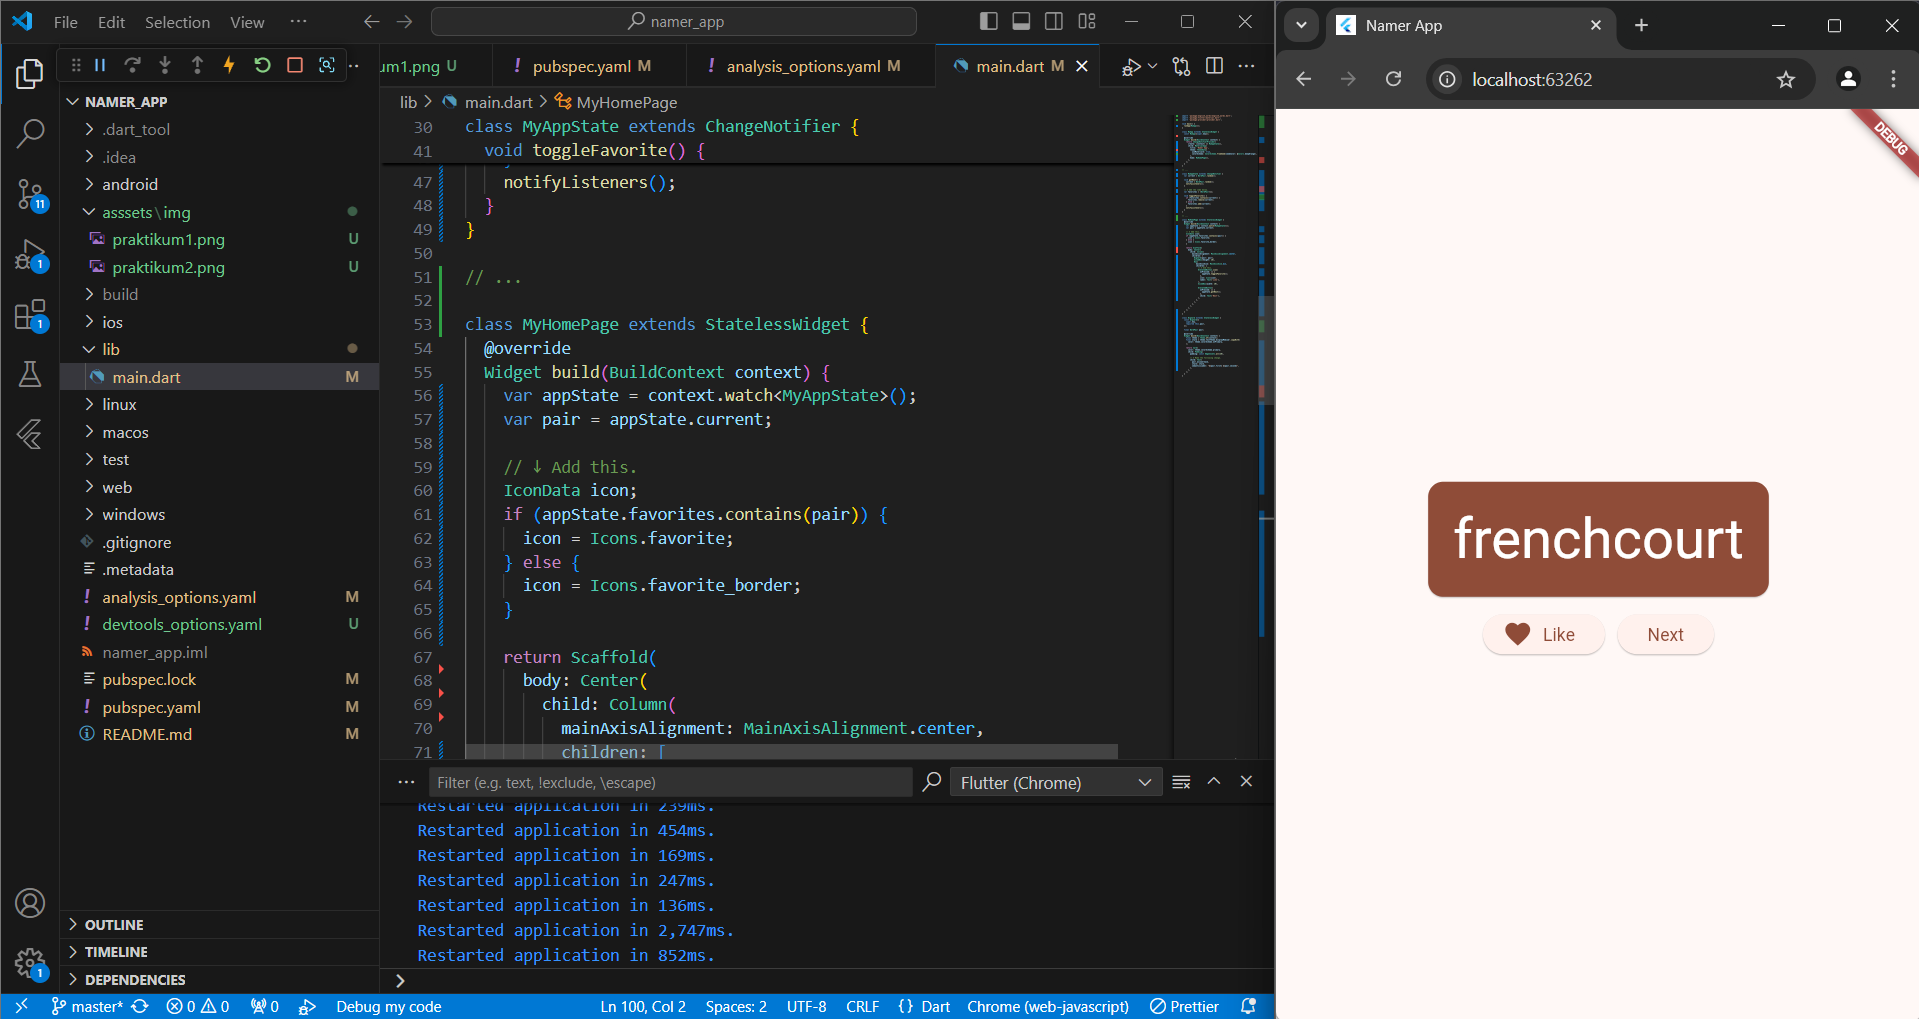 File Edit Selection View ··· namer_app
um1.png U
! pubspec.yaml M
! analysis_options.yaml M
main.dart M
NAMER_APP
.dart_tool
.idea
android
asssets\img
praktikum1.png U
praktikum2.png U
build
ios
lib
main.dart M
linux
macos
test
web
windows
.gitignore
.metadata
! analysis_options.yaml M
! devtools_options.yaml U
namer_app.iml
pubspec.lock M
! pubspec.yaml M
README.md M
OUTLINE
TIMELINE
DEPENDENCIES
11
1
1
1
lib > main.dart > MyHomePage
30 class MyAppState extends ChangeNotifier {
41 void toggleFavorite() {
47 notifyListeners();
48 }
49 }
50
51 // ...
52
53 class MyHomePage extends StatelessWidget {
54 @override
55 Widget build(BuildContext context) {
56 var appState = context.watch<MyAppState>();
57 var pair = appState.current;
58
59 // ↓ Add this.
60 IconData icon;
61 if (appState.favorites.contains(pair)) {
62 icon = Icons.favorite;
63 } else {
64 icon = Icons.favorite_border;
65 }
66
67 return Scaffold(
68 body: Center(
69 child: Column(
70 mainAxisAlignment: MainAxisAlignment.center,
71 children: [
Filter (e.g. text, !exclude, \escape) Flutter (Chrome)
Restarted application in 239ms.
Restarted application in 454ms.
Restarted application in 169ms.
Restarted application in 247ms.
Restarted application in 136ms.
Restarted application in 2,747ms.
Restarted application in 852ms.
master* 0 0 0 Debug my code Ln 100, Col 2 Spaces: 2 UTF-8 CRLF {} Dart Chrome (web-javascript) Prettier
Namer App
localhost:63262
DEBUG
frenchcourt
Like Next